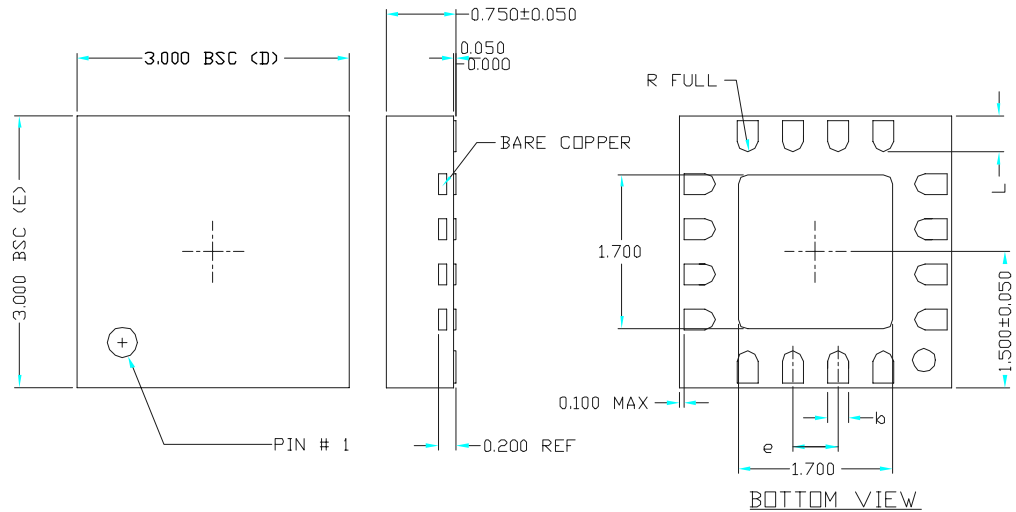 3.000 BSC (D)
3.000 BSC (E)
PIN # 1
0.750±0.050
0.050
0.000
BARE COPPER
0.200 REF
R FULL
L
1.700
1.500±0.050
0.100 MAX
b
e
1.700
BOTTOM VIEW